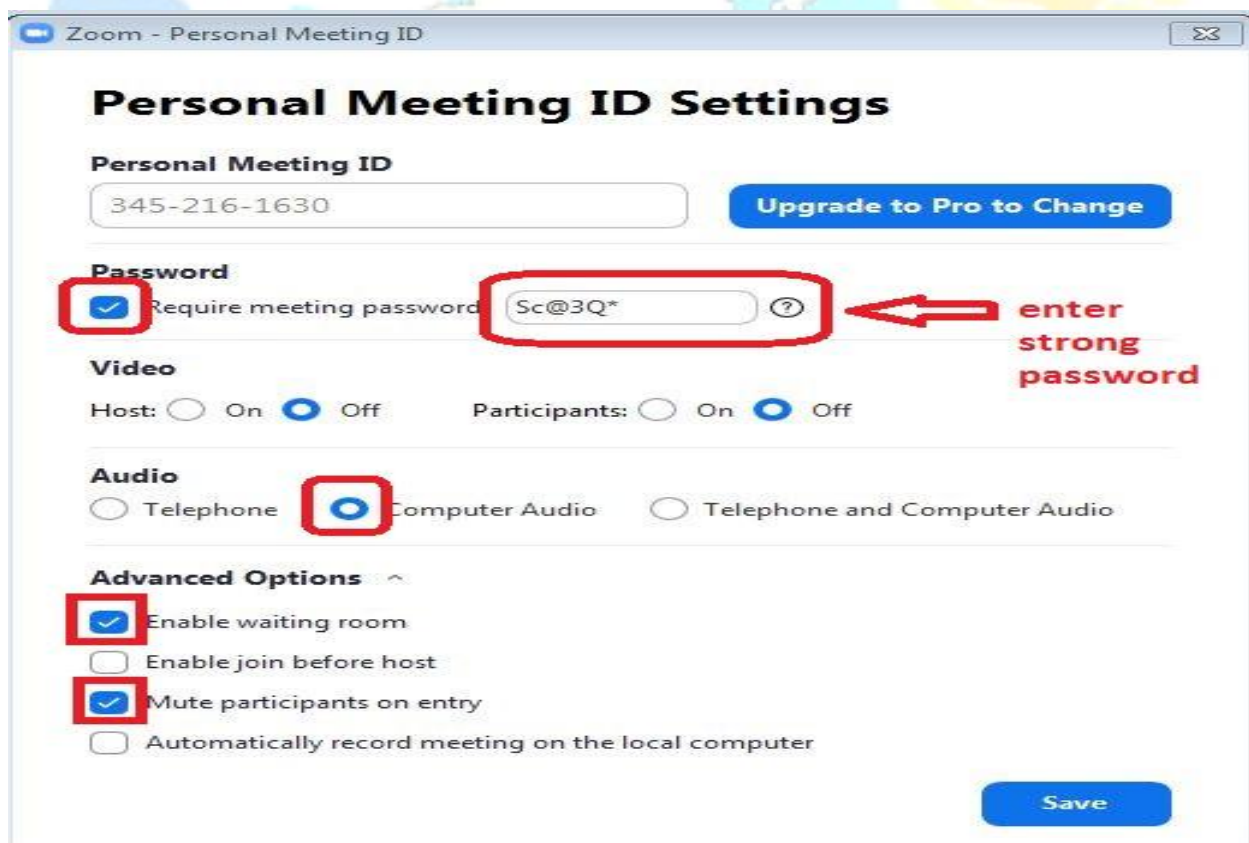 Zoom - Personal Meeting ID
Personal Meeting ID Settings
Personal Meeting ID
345-216-1630
Upgrade to Pro to Change
Password
Require meeting password
Sc@3Q*
enter
strong
password
Video
Host: On Off Participants: On Off
Audio
Telephone Computer Audio Telephone and Computer Audio
Advanced Options
Enable waiting room
Enable join before host
Mute participants on entry
Automatically record meeting on the local computer
Save